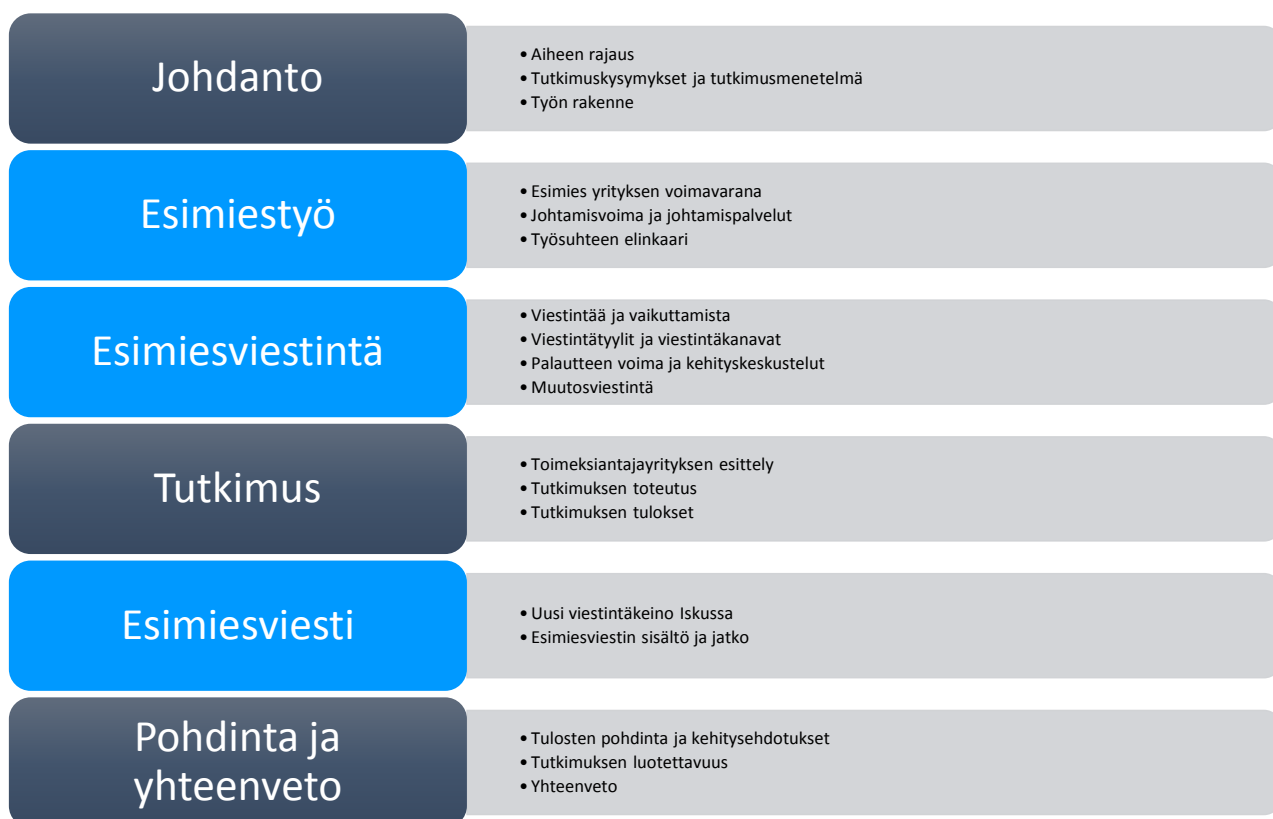 Johdanto
• Aiheen rajaus
• Tutkimuskysymykset ja tutkimusmenetelmä
• Työn rakenne
Esimiestyö
• Esimies yrityksen voimavarana
• Johtamisvoima ja johtamispalvelut
• Työsuhteen elinkaari
Esimiesviestintä
• Viestintää ja vaikuttamista
• Viestintätyylit ja viestintäkanavat
• Palautteen voima ja kehityskeskustelut
• Muutosviestintä
Tutkimus
• Toimeksiantajayrityksen esittely
• Tutkimuksen toteutus
• Tutkimuksen tulokset
Esimiesviesti
• Uusi viestintäkeino Iskussa
• Esimiesviestin sisältö ja jatko
Pohdinta ja
yhteenveto
• Tulosten pohdinta ja kehitysehdotukset
• Tutkimuksen luotettavuus
• Yhteenveto